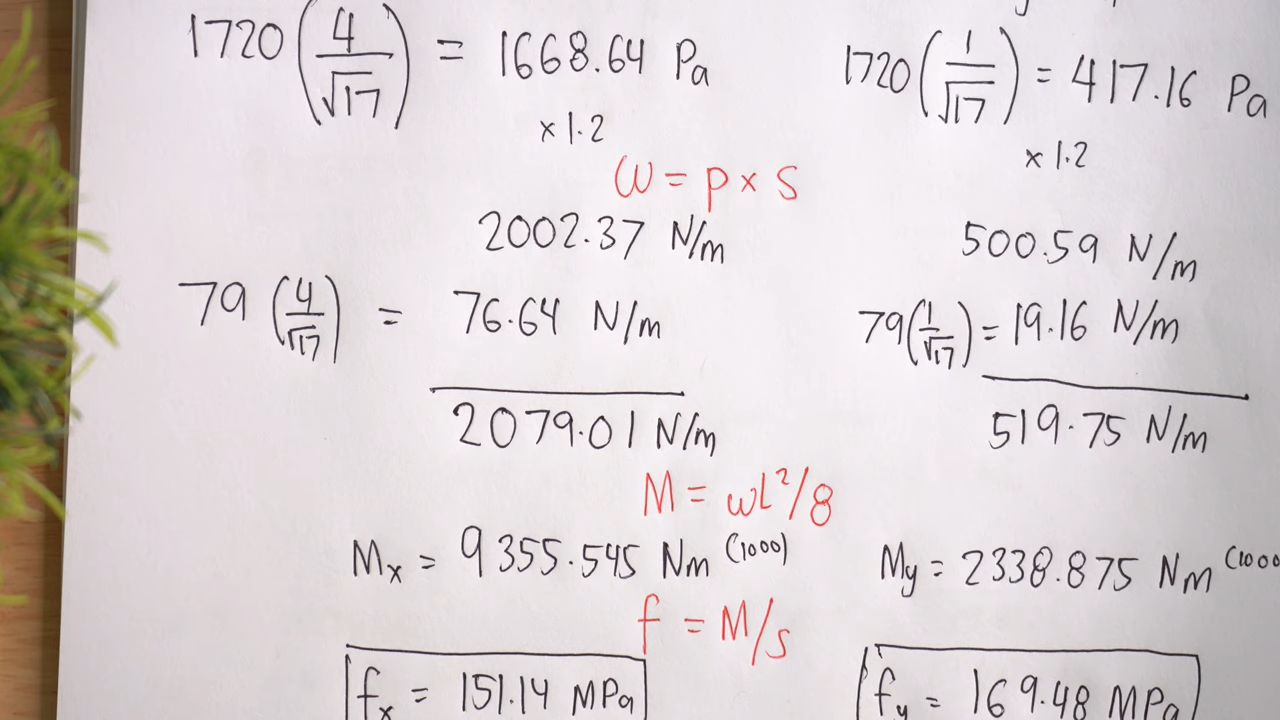 1720 (4/√17) = 1668.64 Pa
1720 (1/√17) = 417.16 Pa
x 1.2
x 1.2
ω = p x s
2002.37 N/m
500.59 N/m
79 (4/√17) = 76.64 N/m
79 (1/√17) = 19.16 N/m
2079.01 N/m
519.75 N/m
M = ωL²/8
Mx = 9355.545 Nm (1000)
My = 2338.875 Nm (1000
f = M/s
fx = 151.14 MPa
fy = 169.48 MPa